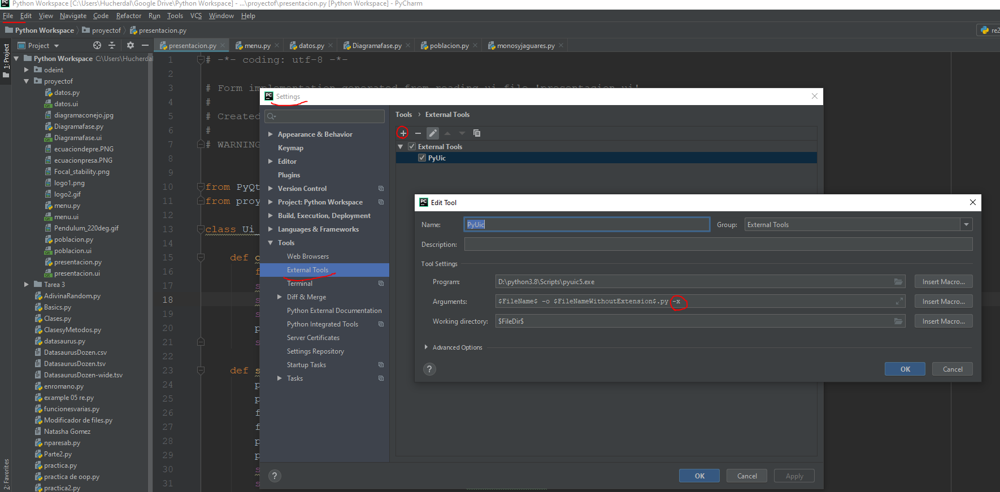 Python Workspace [C:\Users\Hucherdal\Google Drive\Python Workspace] - ...\proyectof\presentacion.py [Python Workspace] - PyCharm
File Edit View Navigate Code Refactor Run Tools VCS Window Help
Python Workspace proyectof presentacion.py
re2
1: Project
2: Favorites
Project
presentacion.py menu.py datos.py Diagramafase.py poblacion.py monosyjaguares.py
Python Workspace C:\Users\Hucherdal
odeint
proyectof
datos.py
datos.ui
diagramaconejo.jpg
Diagramafase.py
Diagramafase.ui
ecuaciondepre.PNG
ecuacionpresa.PNG
Focal_stability.png
logo1.png
logo2.gif
menu.py
menu.ui
Pendulum_220deg.gif
poblacion.py
poblacion.ui
presentacion.py
presentacion.ui
Tarea 3
AdivinaRandom.py
Basics.py
Clases.py
ClasesyMetodos.py
datasaurus.py
DatasaurusDozen.csv
DatasaurusDozen.tsv
DatasaurusDozen-wide.tsv
enromano.py
example 05 re.py
funcionesvarias.py
Modificador de files.py
Natasha Gomez
nparesab.py
Parte2.py
practica.py
practica de oop.py
practica2.py
1 # -*- coding: utf-8 -*-
2
3 # Form implementation generated from reading ui file 'presentacion.ui'
4 #
5 # Created
6 #
7 # WARNING
8
9
10 from PyQt
11 from proy
12
13 class Ui_
14
15 def
16 f
17 s
18 s
19 s
20 p
21 s
22
23 def s
24 p
25 p
26 f
27 f
28 p
29 p
30 s
31 s
Settings
Appearance & Behavior
Keymap
Editor
Plugins
Version Control
Project: Python Workspace
Build, Execution, Deployment
Languages & Frameworks
Tools
Web Browsers
External Tools
Terminal
Diff & Merge
Python External Documentation
Python Integrated Tools
Server Certificates
Settings Repository
Startup Tasks
Tasks
Tools › External Tools
External Tools
PyUic
? OK Cancel Apply
Edit Tool
Name: PyUic Group: External Tools
Description:
Tool Settings
Program: D:\python3.8\Scripts\pyuic5.exe Insert Macro...
Arguments: $FileName$ -o $FileNameWithoutExtension$.py -x Insert Macro...
Working directory: $FileDir$ Insert Macro...
Advanced Options
? OK Cancel